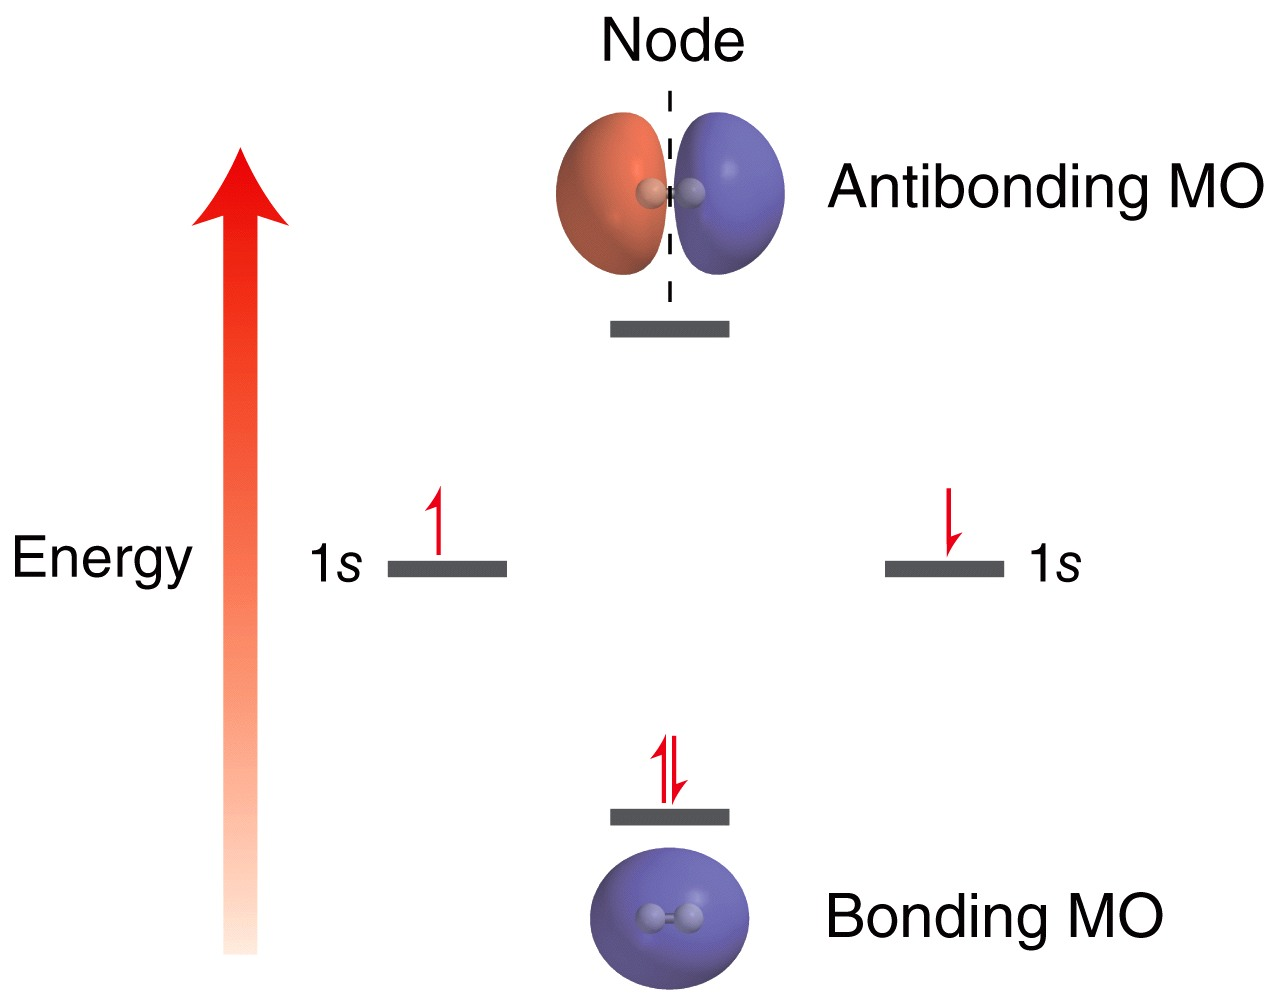 Node
Antibonding MO
Energy
1s
1s
Bonding MO